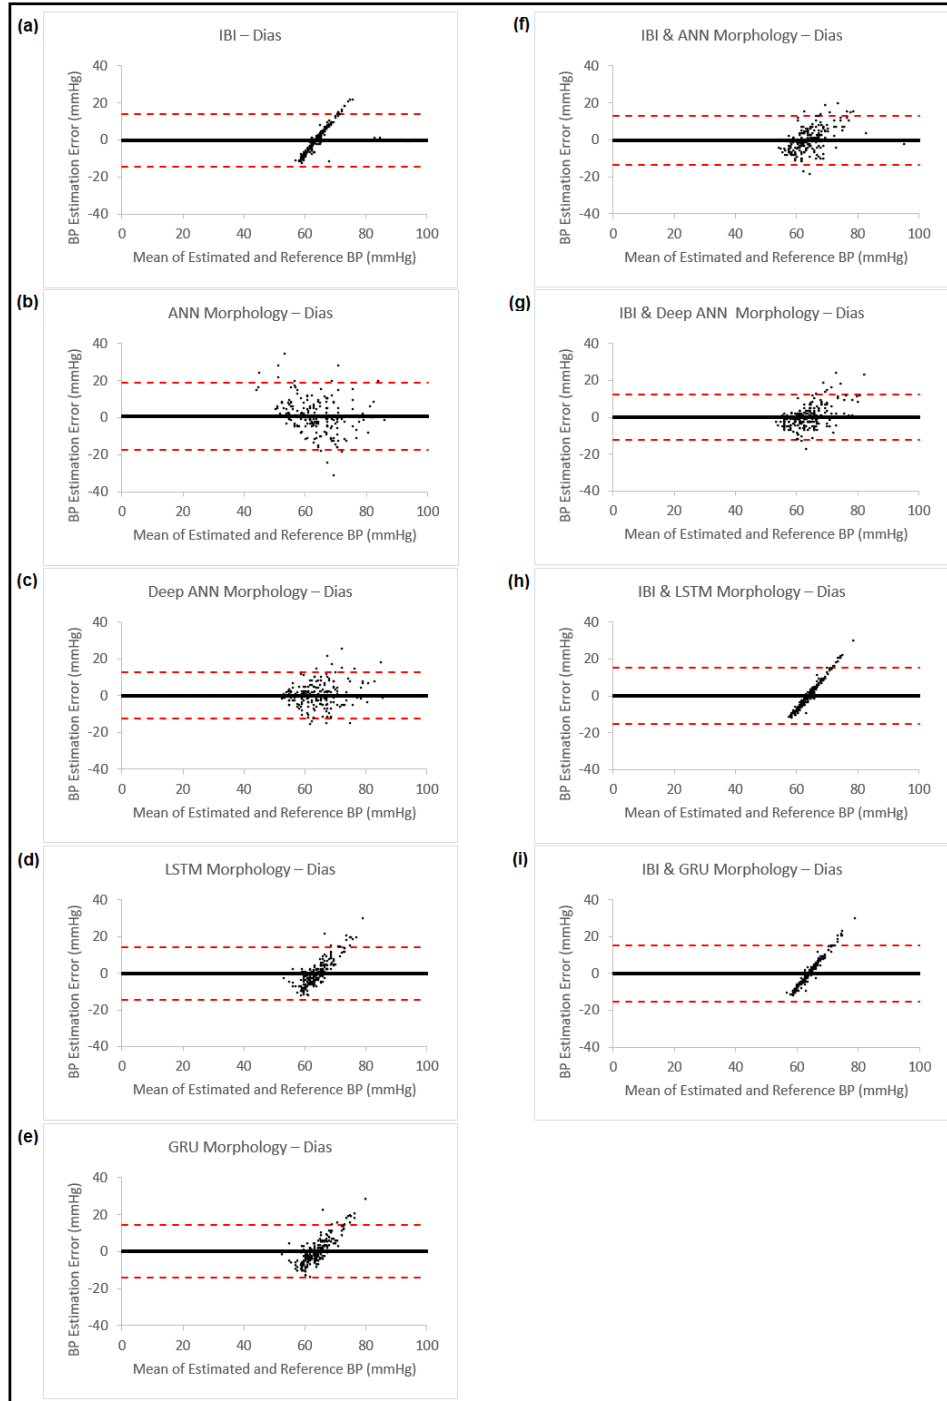 (a)
IBI – Dias
BP Estimation Error (mmHg)
40
20
0
-20
-40
0 20 40 60 80 100
Mean of Estimated and Reference BP (mmHg)
(b)
ANN Morphology – Dias
BP Estimation Error (mmHg)
40
20
0
-20
-40
0 20 40 60 80 100
Mean of Estimated and Reference BP (mmHg)
(c)
Deep ANN Morphology – Dias
BP Estimation Error (mmHg)
40
20
0
-20
-40
0 20 40 60 80 100
Mean of Estimated and Reference BP (mmHg)
(d)
LSTM Morphology – Dias
BP Estimation Error (mmHg)
40
20
0
-20
-40
0 20 40 60 80 100
Mean of Estimated and Reference BP (mmHg)
(e)
GRU Morphology – Dias
BP Estimation Error (mmHg)
40
20
0
-20
-40
0 20 40 60 80 100
Mean of Estimated and Reference BP (mmHg)
(f)
IBI & ANN Morphology – Dias
BP Estimation Error (mmHg)
40
20
0
-20
-40
0 20 40 60 80 100
Mean of Estimated and Reference BP (mmHg)
(g)
IBI & Deep ANN Morphology – Dias
BP Estimation Error (mmHg)
40
20
0
-20
-40
0 20 40 60 80 100
Mean of Estimated and Reference BP (mmHg)
(h)
IBI & LSTM Morphology – Dias
BP Estimation Error (mmHg)
40
20
0
-20
-40
0 20 40 60 80 100
Mean of Estimated and Reference BP (mmHg)
(i)
IBI & GRU Morphology – Dias
BP Estimation Error (mmHg)
40
20
0
-20
-40
0 20 40 60 80 100
Mean of Estimated and Reference BP (mmHg)